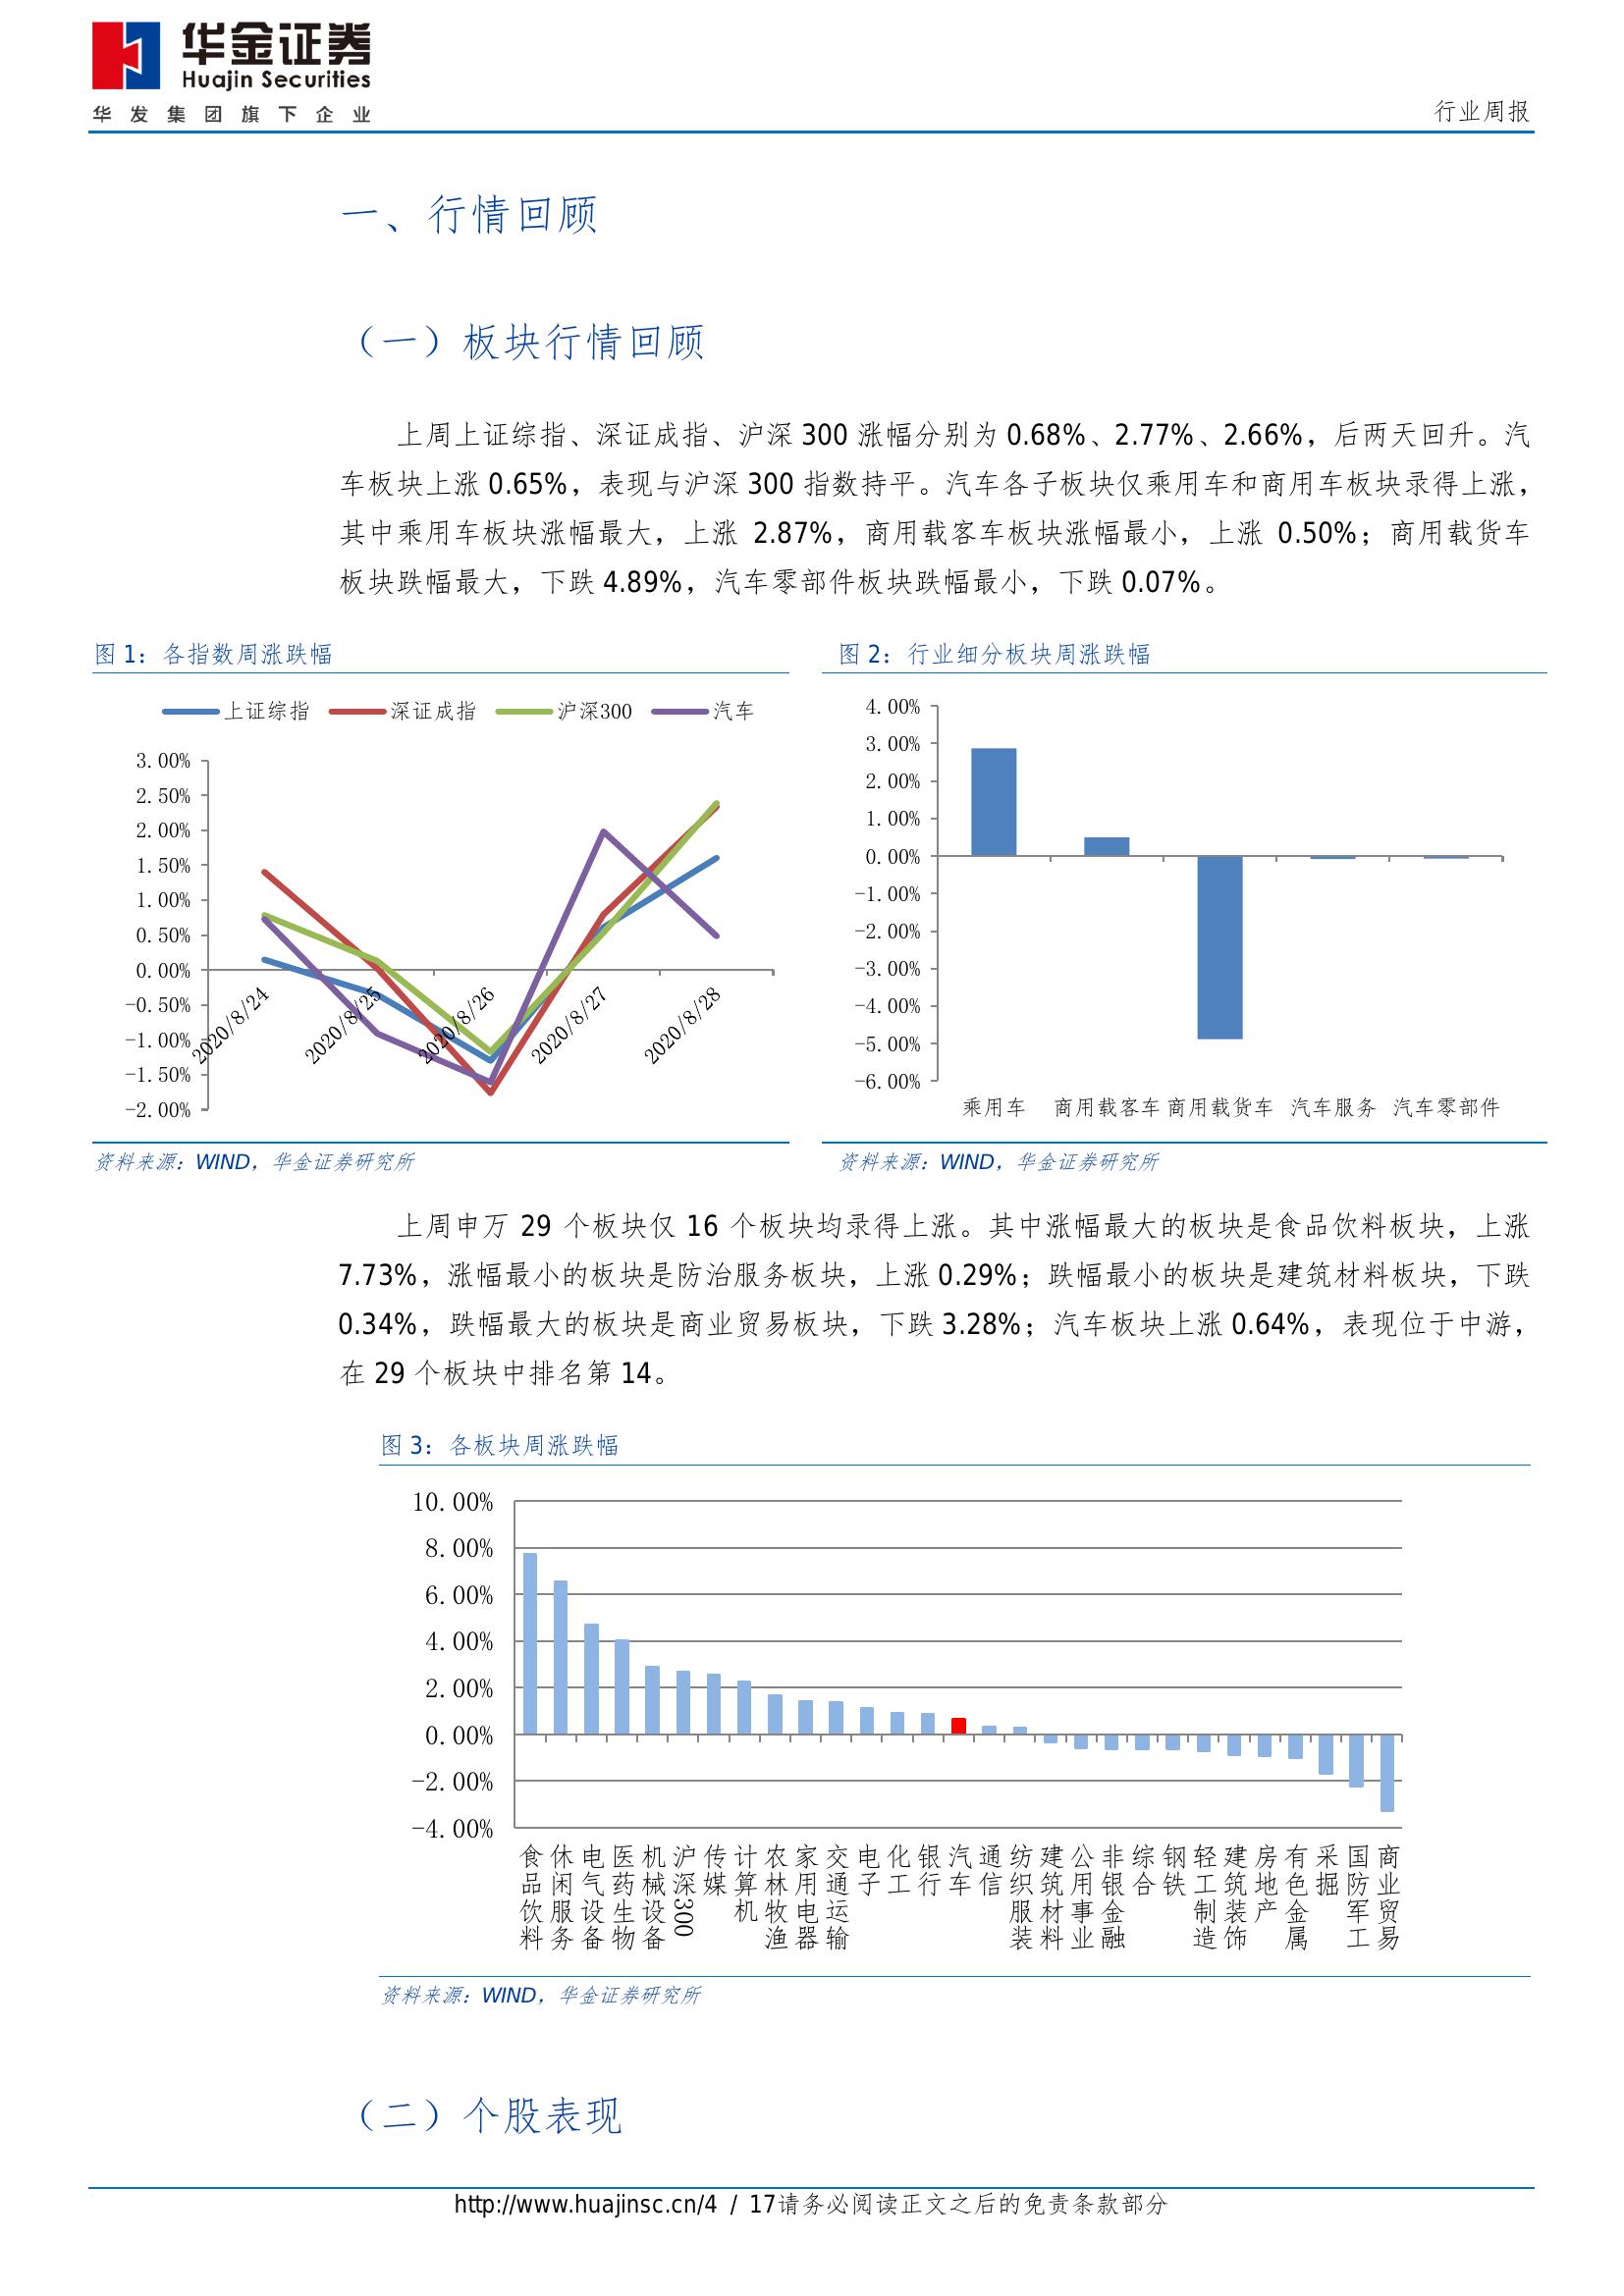 华金证券
Huajin Securities
华发集团旗下企业
行业周报
一、行情回顾
（一）板块行情回顾
上周上证综指、深证成指、沪深 300 涨幅分别为 0.68%、2.77%、2.66%，后两天回升。汽
车板块上涨 0.65%，表现与沪深 300 指数持平。汽车各子板块仅乘用车和商用车板块录得上涨，
其中乘用车板块涨幅最大，上涨 2.87%，商用载客车板块涨幅最小，上涨 0.50%；商用载货车
板块跌幅最大，下跌 4.89%，汽车零部件板块跌幅最小，下跌 0.07%。
图 1：各指数周涨跌幅
上证综指 深证成指 沪深300 汽车
3.00%
2.50%
2.00%
1.50%
1.00%
0.50%
0.00%
-0.50%
-1.00%
-1.50%
-2.00%
2020/8/24 2020/8/25 2020/8/26 2020/8/27 2020/8/28
资料来源：WIND，华金证券研究所
图 2：行业细分板块周涨跌幅
4.00%
3.00%
2.00%
1.00%
0.00%
-1.00%
-2.00%
-3.00%
-4.00%
-5.00%
-6.00%
乘用车 商用载客车 商用载货车 汽车服务 汽车零部件
资料来源：WIND，华金证券研究所
上周申万 29 个板块仅 16 个板块均录得上涨。其中涨幅最大的板块是食品饮料板块，上涨
7.73%，涨幅最小的板块是防治服务板块，上涨 0.29%；跌幅最小的板块是建筑材料板块，下跌
0.34%，跌幅最大的板块是商业贸易板块，下跌 3.28%；汽车板块上涨 0.64%，表现位于中游，
在 29 个板块中排名第 14。
图 3：各板块周涨跌幅
10.00%
8.00%
6.00%
4.00%
2.00%
0.00%
-2.00%
-4.00%
食品饮料
休闲服务
电气设备
医药生物
机械设备
沪深300
传媒
计算机
农林牧渔
家用电器
交通运输
电子
化工
银行
汽车
通信
纺织服装
建筑材料
公用事业
非银金融
综合
钢铁
轻工制造
建筑装饰
房地产
有色金属
采掘
国防军工
商业贸易
资料来源：WIND，华金证券研究所
（二）个股表现
http://www.huajinsc.cn/4 / 17请务必阅读正文之后的免责条款部分